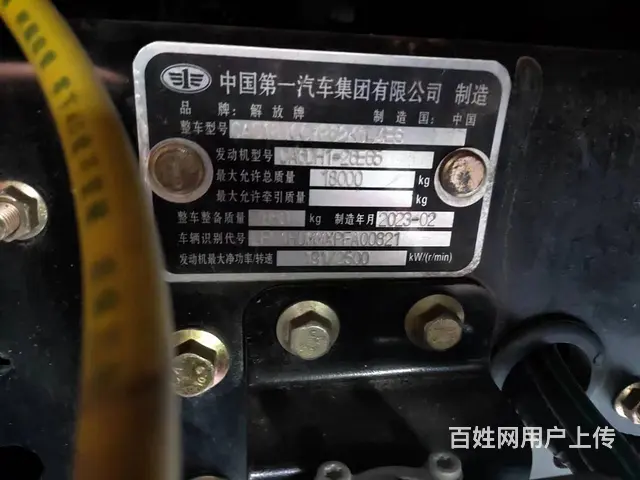 中国第一汽车集团有限公司 制造
品 牌：解放牌 制 造 国：中国
整车型号
发动机型号 CA6DH1-26E65
最大允许总质量 18000 kg
最大允许牵引质量 kg
整车整备质量 kg 制造年月 2023-02
车辆识别代号
发动机最大净功率/转速 kW/(r/min)
百姓网用户上传